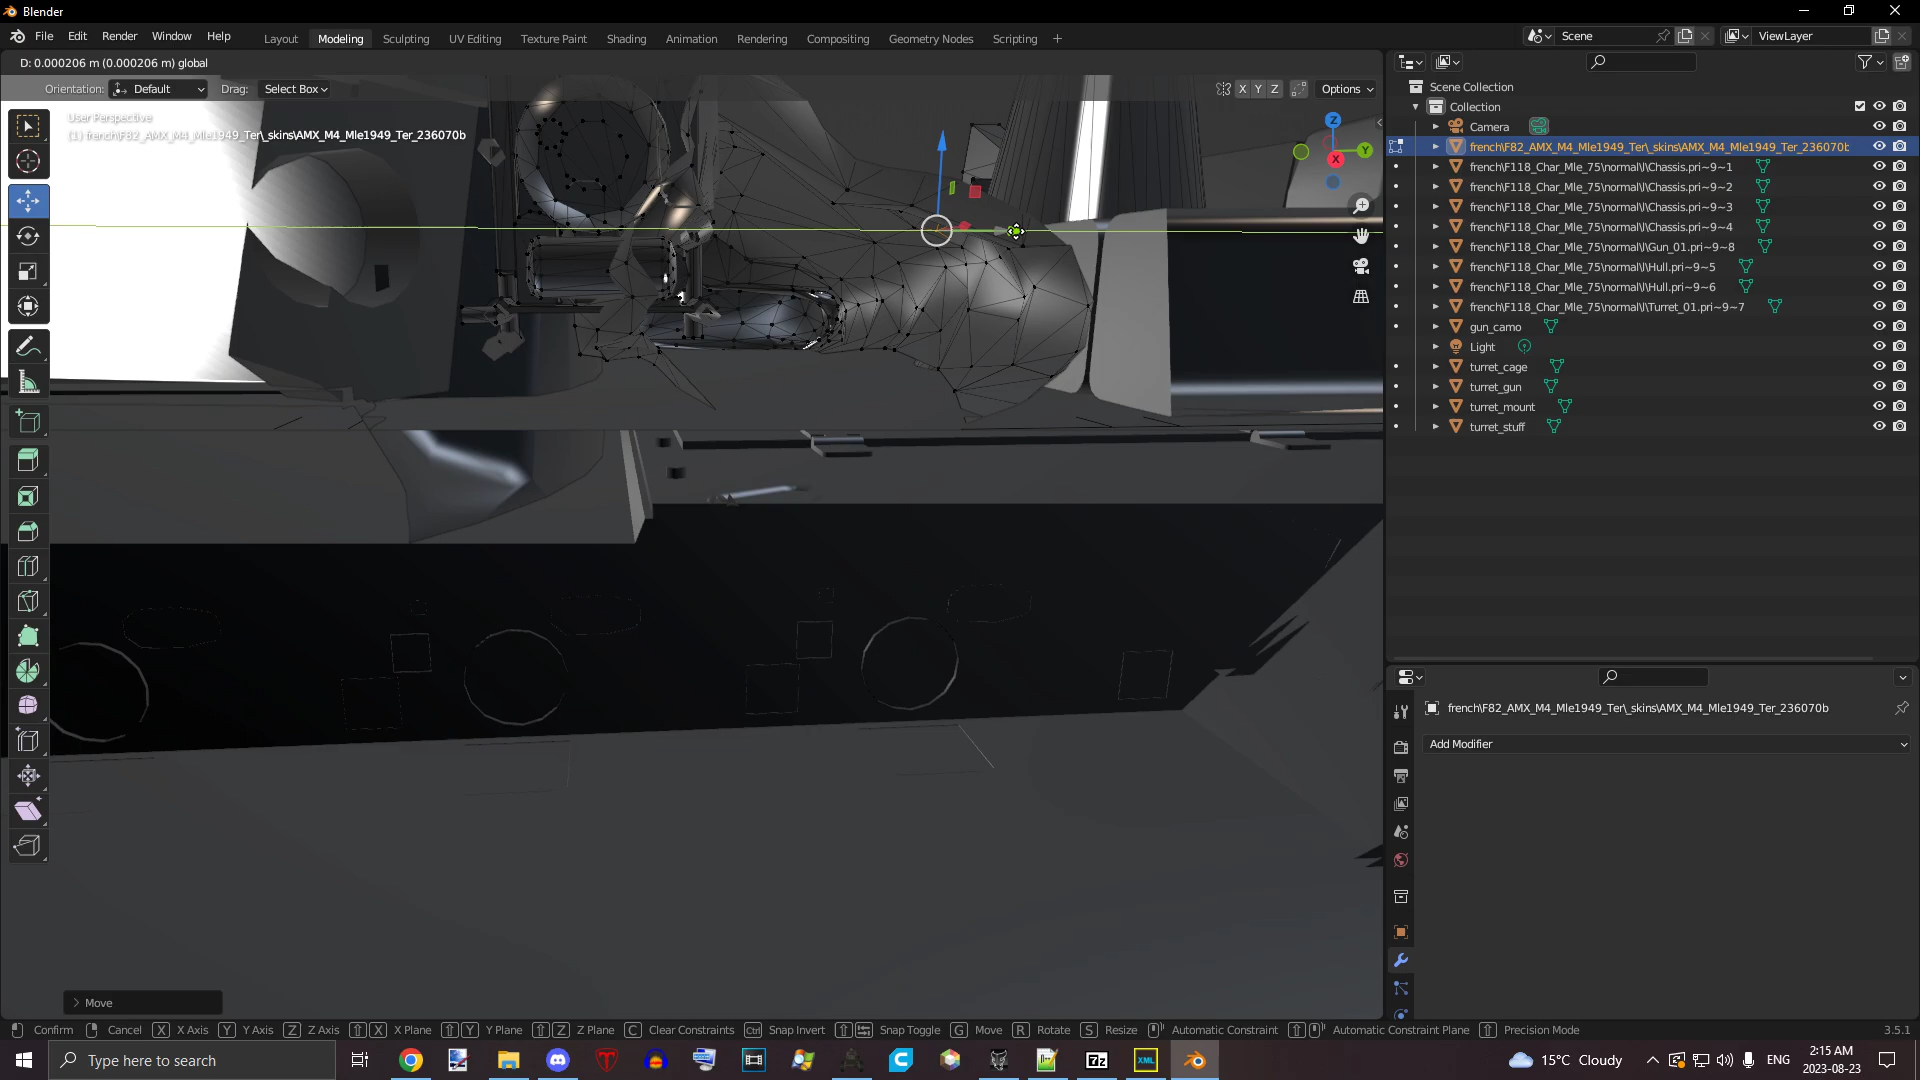 Blender
File Edit Render Window Help Layout Modeling Sculpting UV Editing Texture Paint Shading Animation Rendering Compositing Geometry Nodes Scripting + Scene ViewLayer
D: 0.000206 m (0.000206 m) global
Orientation: Default Drag: Select Box X Y Z Options
User Perspective
(1) french\F82_AMX_M4_Mle1949_Ter\_skins\AMX_M4_Mle1949_Ter_236070b
Z
Y
X
Scene Collection
Collection
Camera
french\F82_AMX_M4_Mle1949_Ter\_skins\AMX_M4_Mle1949_Ter_236070b
french\F118_Char_Mle_75\normal\l\Chassis.pri~9~1
french\F118_Char_Mle_75\normal\l\Chassis.pri~9~2
french\F118_Char_Mle_75\normal\l\Chassis.pri~9~3
french\F118_Char_Mle_75\normal\l\Chassis.pri~9~4
french\F118_Char_Mle_75\normal\l\Gun_01.pri~9~8
french\F118_Char_Mle_75\normal\l\Hull.pri~9~5
french\F118_Char_Mle_75\normal\l\Hull.pri~9~6
french\F118_Char_Mle_75\normal\l\Turret_01.pri~9~7
gun_camo
Light
turret_cage
turret_gun
turret_mount
turret_stuff
french\F82_AMX_M4_Mle1949_Ter\_skins\AMX_M4_Mle1949_Ter_236070b
Add Modifier
> Move
Confirm Cancel X X Axis Y Y Axis Z Z Axis X X Plane Y Y Plane Z Z Plane C Clear Constraints Ctrl Snap Invert Snap Toggle G Move R Rotate S Resize Automatic Constraint Automatic Constraint Plane Precision Mode 3.5.1
Type here to search 7z XML 15°C Cloudy ENG 2:15 AM
2023-08-23